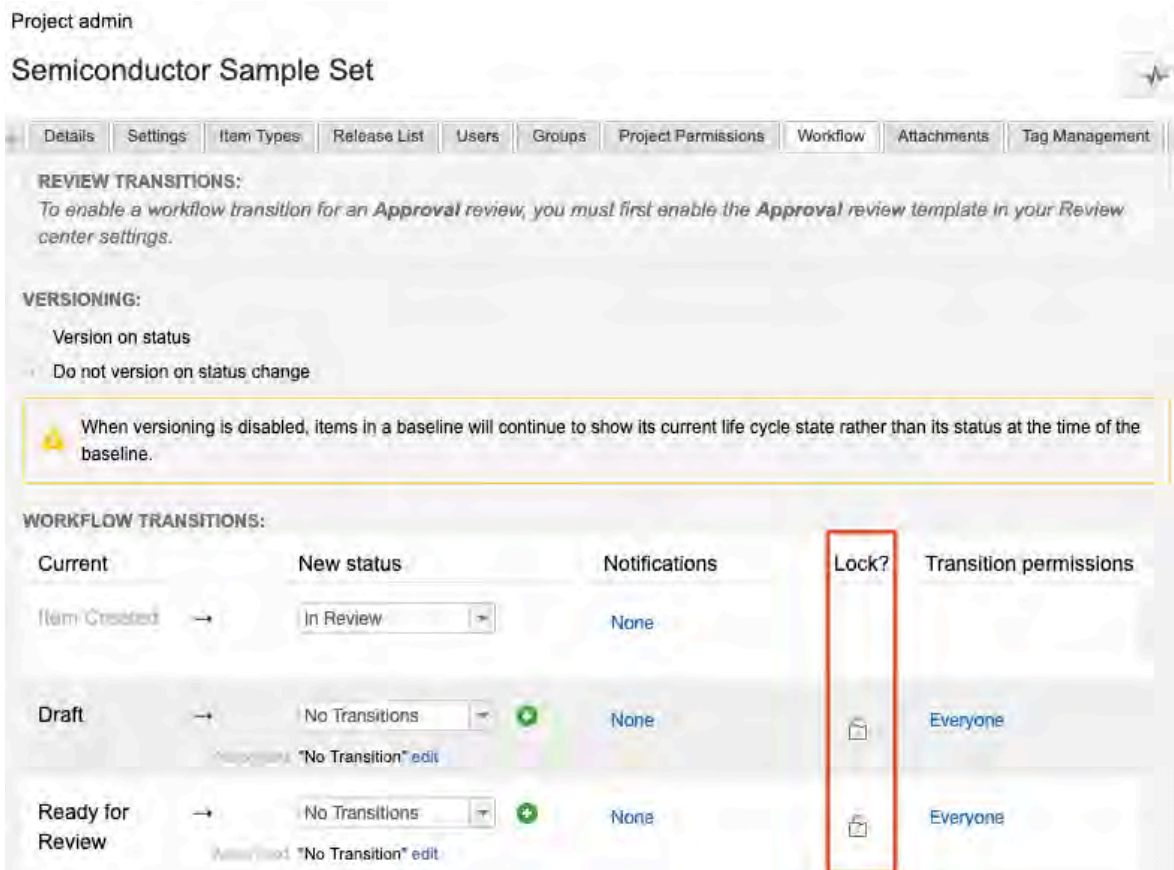 Project admin
Semiconductor Sample Set
Details Settings Item Types Release List Users Groups Project Permissions Workflow Attachments Tag Management
REVIEW TRANSITIONS:
To enable a workflow transition for an Approval review, you must first enable the Approval review template in your Review
center settings.
VERSIONING:
Version on status
Do not version on status change
When versioning is disabled, items in a baseline will continue to show its current life cycle state rather than its status at the time of the
baseline.
WORKFLOW TRANSITIONS:
Current New status Notifications Lock? Transition permissions
Item Created → In Review None
Draft → No Transitions None Everyone
"No Transition" edit
Ready for → No Transitions None Everyone
Review
"No Transition" edit